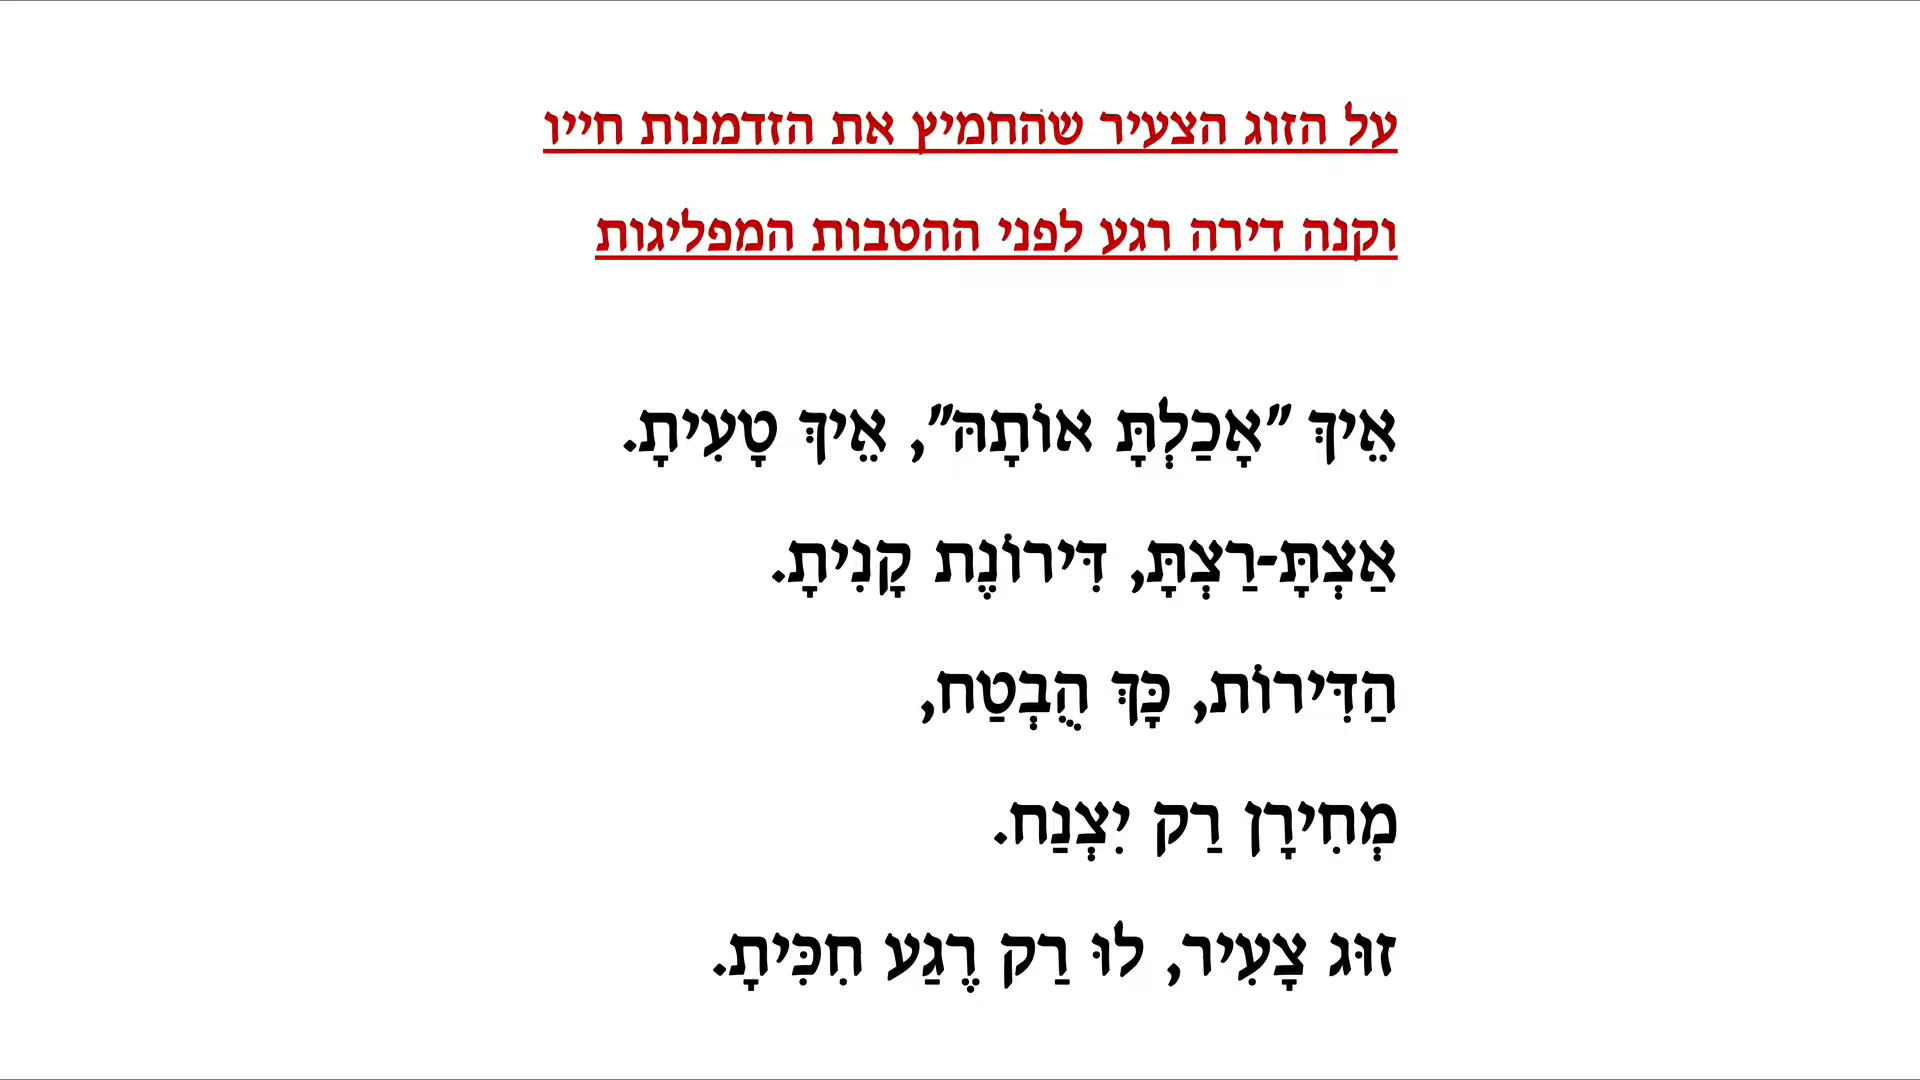 על הזוג הצעיר שהחמיץ את הזדמנות חייו
וקנה דירה רגע לפני ההטבות המפליגות
אֵיךְ "אָכַלְתָּ אוֹתָהּ", אֵיךְ טָעִיתָ.
אַצְתָּ-רַצְתָּ, דִּירוֹנֶת קָנִיתָ.
הַדִּירוֹת, כָּךְ הֻבְטַח,
מְחִירָן רַק יִצְנַח.
זוּג צָעִיר, לוּ רַק רֶגַע חִכִּיתָ.